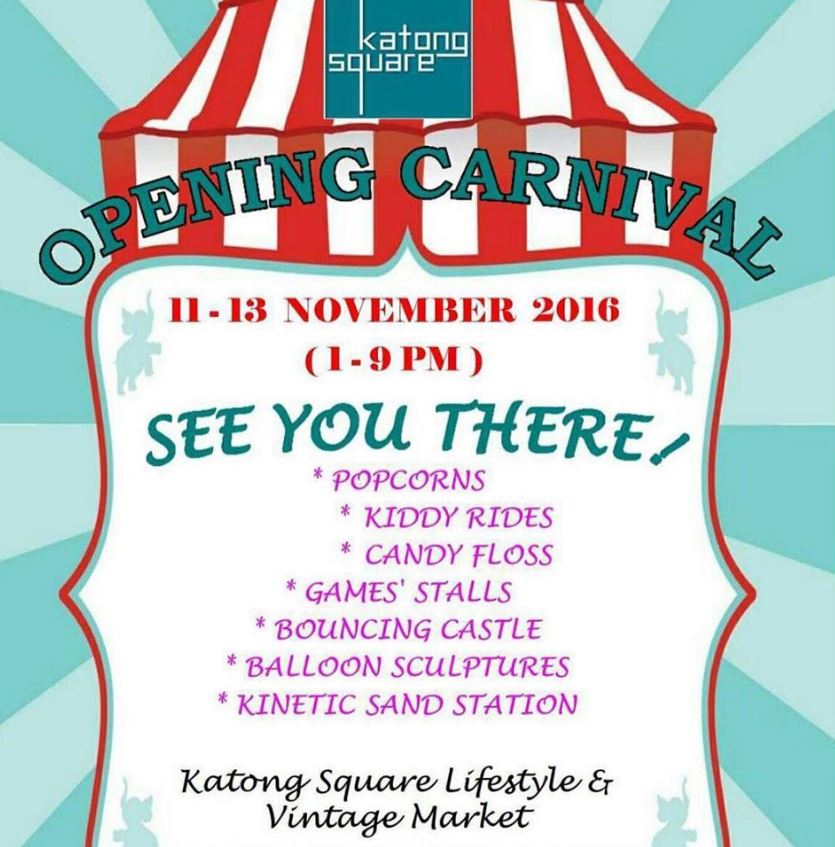 katong
square
OPENING CARNIVAL
11-13 NOVEMBER 2016
(1-9 PM)
SEE YOU THERE!
* POPCORNS
* KIDDY RIDES
* CANDY FLOSS
* GAMES' STALLS
* BOUNCING CASTLE
* BALLOON SCULPTURES
* KINETIC SAND STATION
Katong Square Lifestyle &
Vintage Market